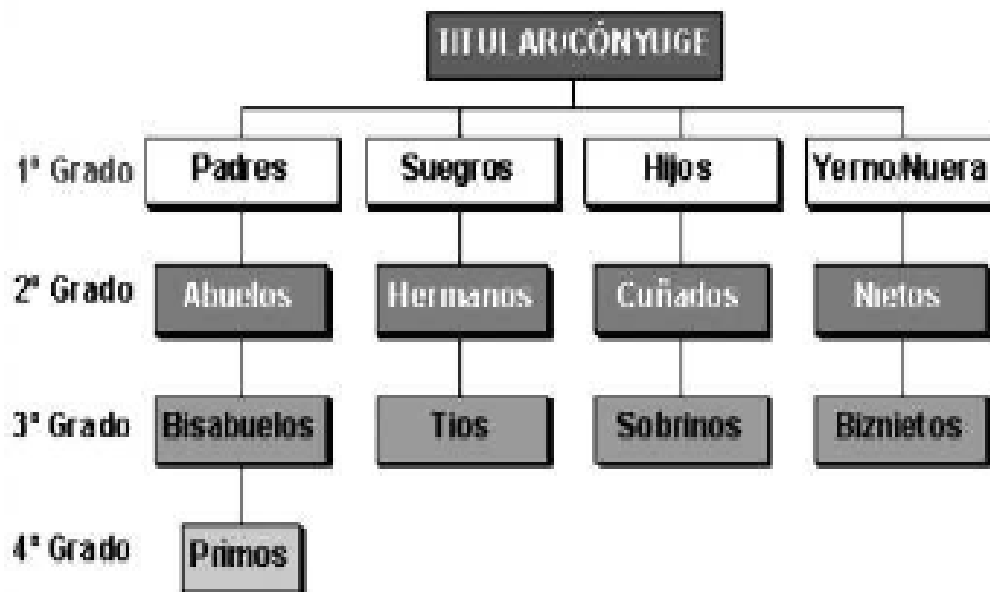 TITULAR/CÓNYUGE
1º Grado Padres Suegros Hijos Yerno/Nuera
2º Grado Abuelos Hermanos Cuñados Nietos
3º Grado Bisabuelos Tios Sobrinos Biznietos
4º Grado Primos